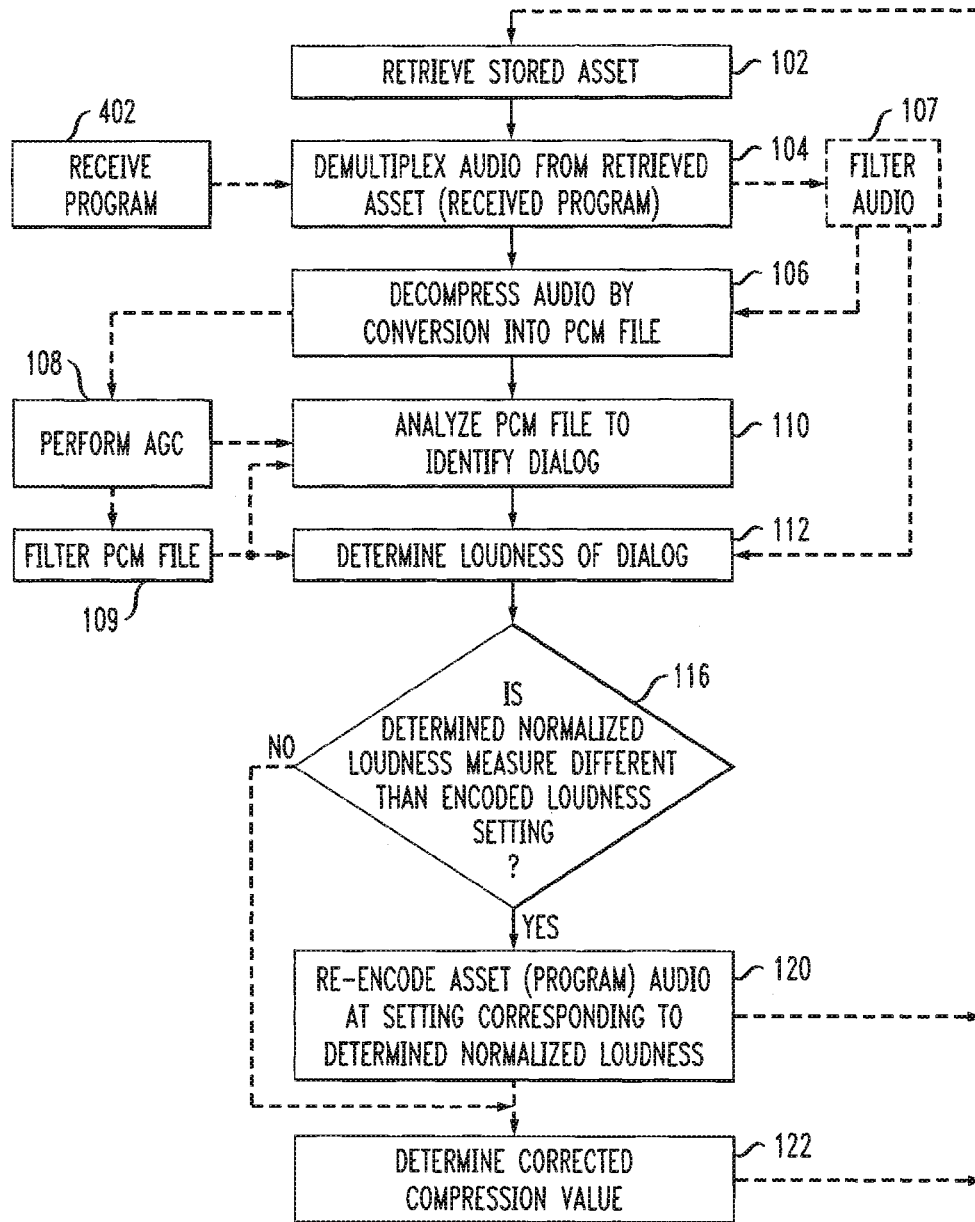 RETRIEVE STORED ASSET
102
402
RECEIVE
PROGRAM
DEMULTIPLEX AUDIO FROM RETRIEVED
ASSET (RECEIVED PROGRAM)
104
107
FILTER
AUDIO
DECOMPRESS AUDIO BY
CONVERSION INTO PCM FILE
106
108
PERFORM AGC
ANALYZE PCM FILE TO
IDENTIFY DIALOG
110
FILTER PCM FILE
109
DETERMINE LOUDNESS OF DIALOG
112
IS
DETERMINED NORMALIZED
LOUDNESS MEASURE DIFFERENT
THAN ENCODED LOUDNESS
SETTING
?
116
NO
YES
RE-ENCODE ASSET (PROGRAM) AUDIO
AT SETTING CORRESPONDING TO
DETERMINED NORMALIZED LOUDNESS
120
DETERMINE CORRECTED
COMPRESSION VALUE
122